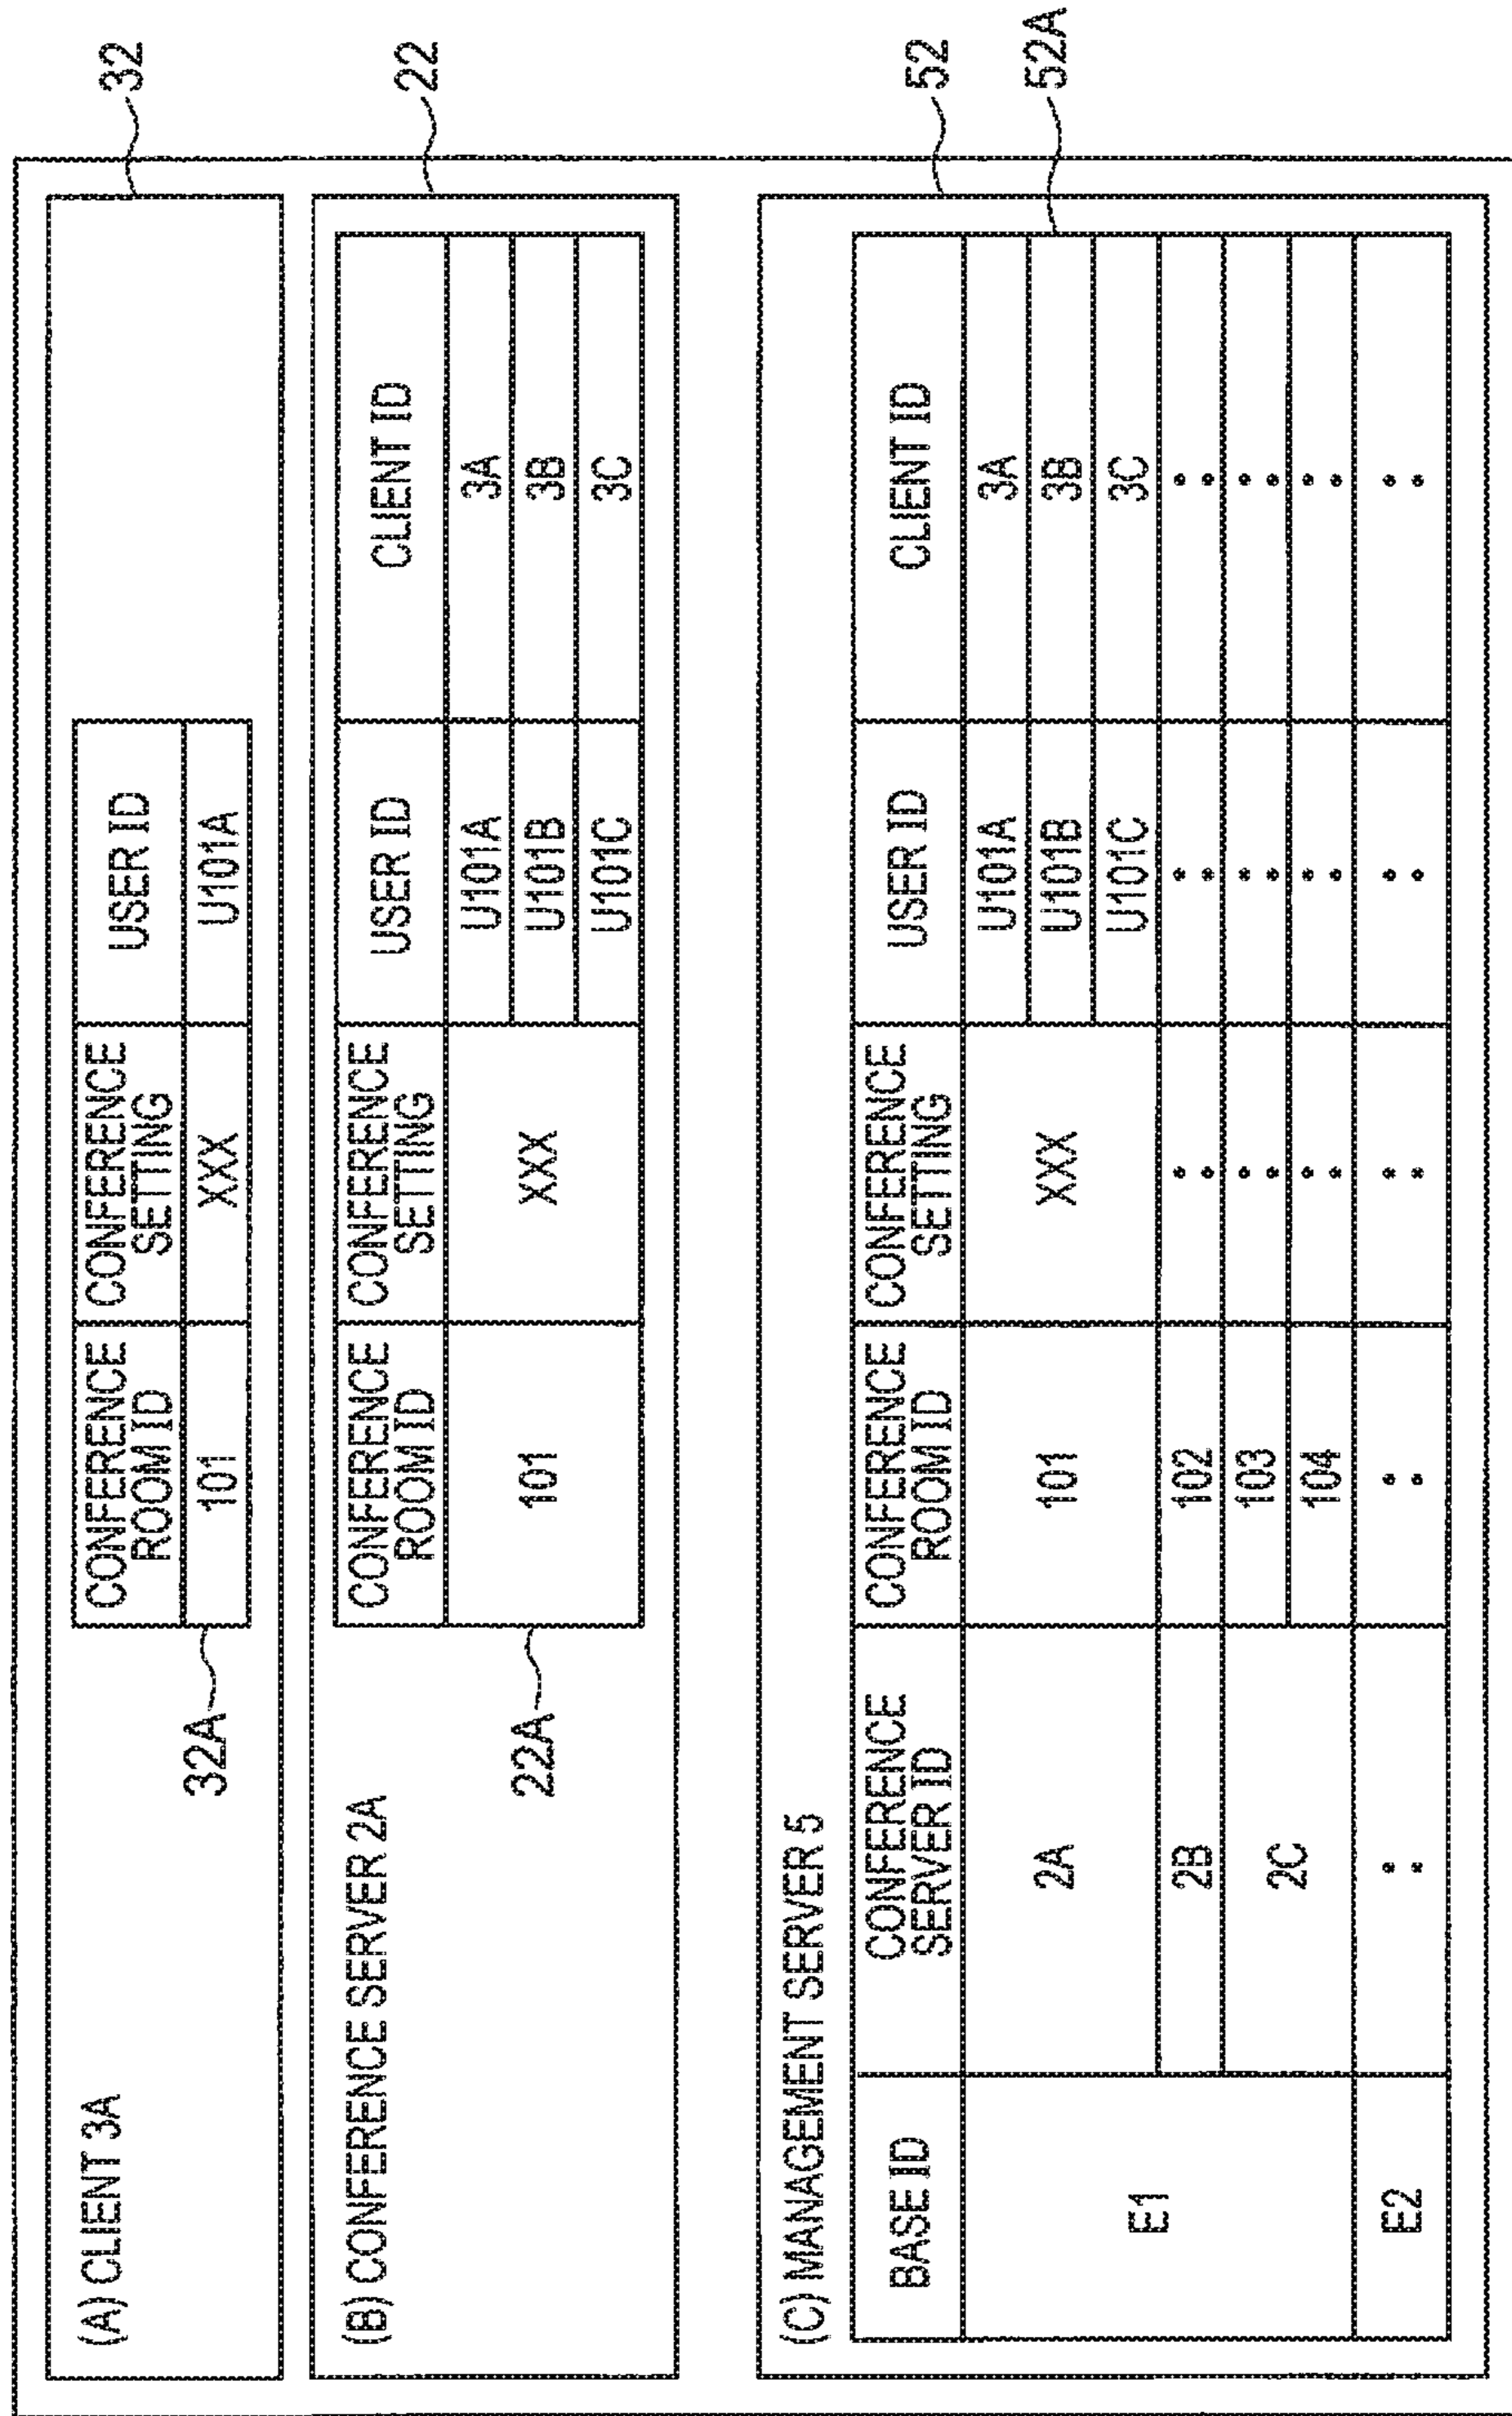 (A) CLIENT 3A
32
CONFERENCE ROOM ID
CONFERENCE SETTING
USER ID
101
XXX
U101A
32A
(B) CONFERENCE SERVER 2A
22
CONFERENCE ROOM ID
CONFERENCE SETTING
USER ID
CLIENT ID
101
XXX
U101A
3A
U101B
3B
U101C
3C
22A
(C) MANAGEMENT SERVER 5
52
BASE ID
CONFERENCE SERVER ID
CONFERENCE ROOM ID
CONFERENCE SETTING
USER ID
CLIENT ID
52A
E1
2A
101
XXX
U101A
3A
U101B
3B
U101C
3C
2B
102
:
:
:
2C
103
:
:
:
104
:
:
:
E2
:
:
:
:
: